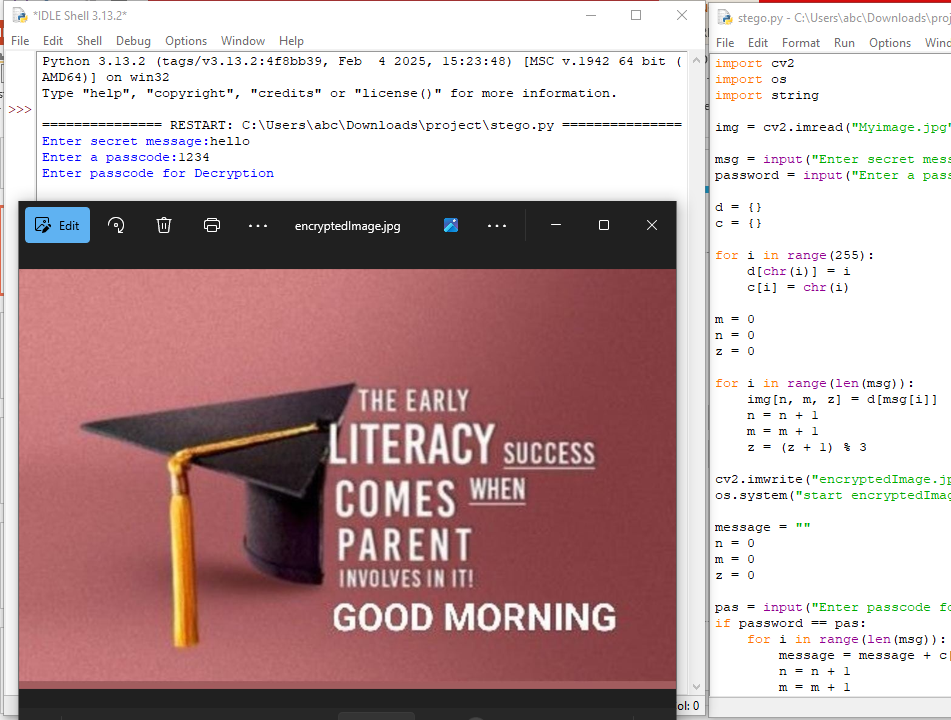 *IDLE Shell 3.13.2*
File Edit Shell Debug Options Window Help
Python 3.13.2 (tags/v3.13.2:4f8bb39, Feb  4 2025, 15:23:48) [MSC v.1942 64 bit (
AMD64)] on win32
Type "help", "copyright", "credits" or "license()" for more information.
>>>
=============== RESTART: C:\Users\abc\Downloads\project\stego.py ===============
Enter secret message:hello
Enter a passcode:1234
Enter passcode for Decryption
Edit
encryptedImage.jpg
THE EARLY
LITERACY SUCCESS
COMES WHEN
PARENT
INVOLVES IN IT!
GOOD MORNING
ol: 0
stego.py - C:\Users\abc\Downloads\proj
File Edit Format Run Options Wind
import cv2
import os
import string
img = cv2.imread("Myimage.jpg"
msg = input("Enter secret mess
password = input("Enter a pass
d = {}
c = {}
for i in range(255):
    d[chr(i)] = i
    c[i] = chr(i)
m = 0
n = 0
z = 0
for i in range(len(msg)):
    img[n, m, z] = d[msg[i]]
    n = n + 1
    m = m + 1
    z = (z + 1) % 3
cv2.imwrite("encryptedImage.jp
os.system("start encryptedImag
message = ""
n = 0
m = 0
z = 0
pas = input("Enter passcode fo
if password == pas:
    for i in range(len(msg)):
        message = message + c[
        n = n + 1
        m = m + 1